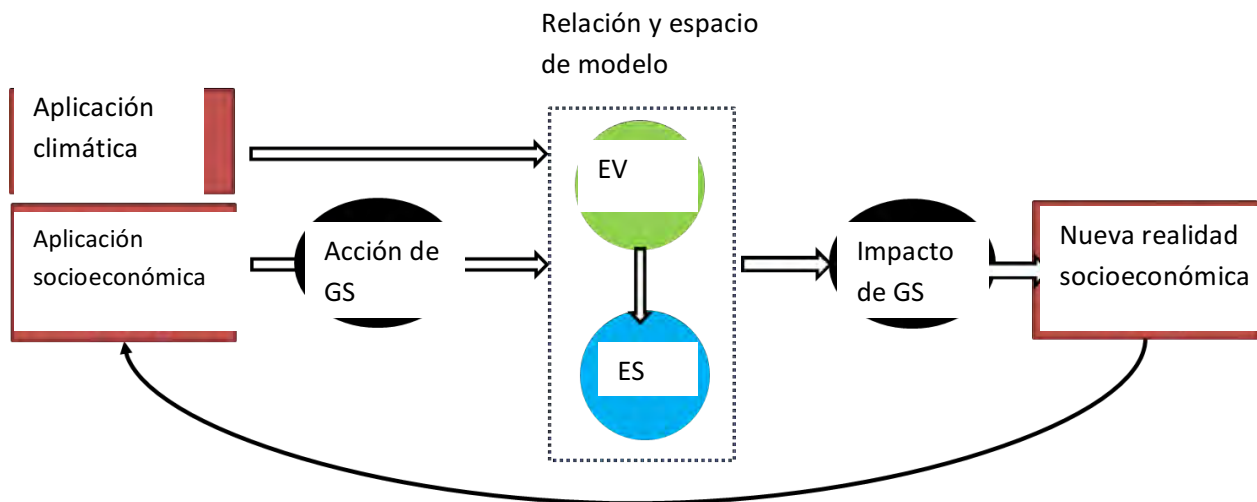 Relación y espacio
de modelo
Aplicación
climática
EV
Aplicación
socioeconómica
Acción de
GS
Impacto
de GS
Nueva realidad
socioeconómica
ES